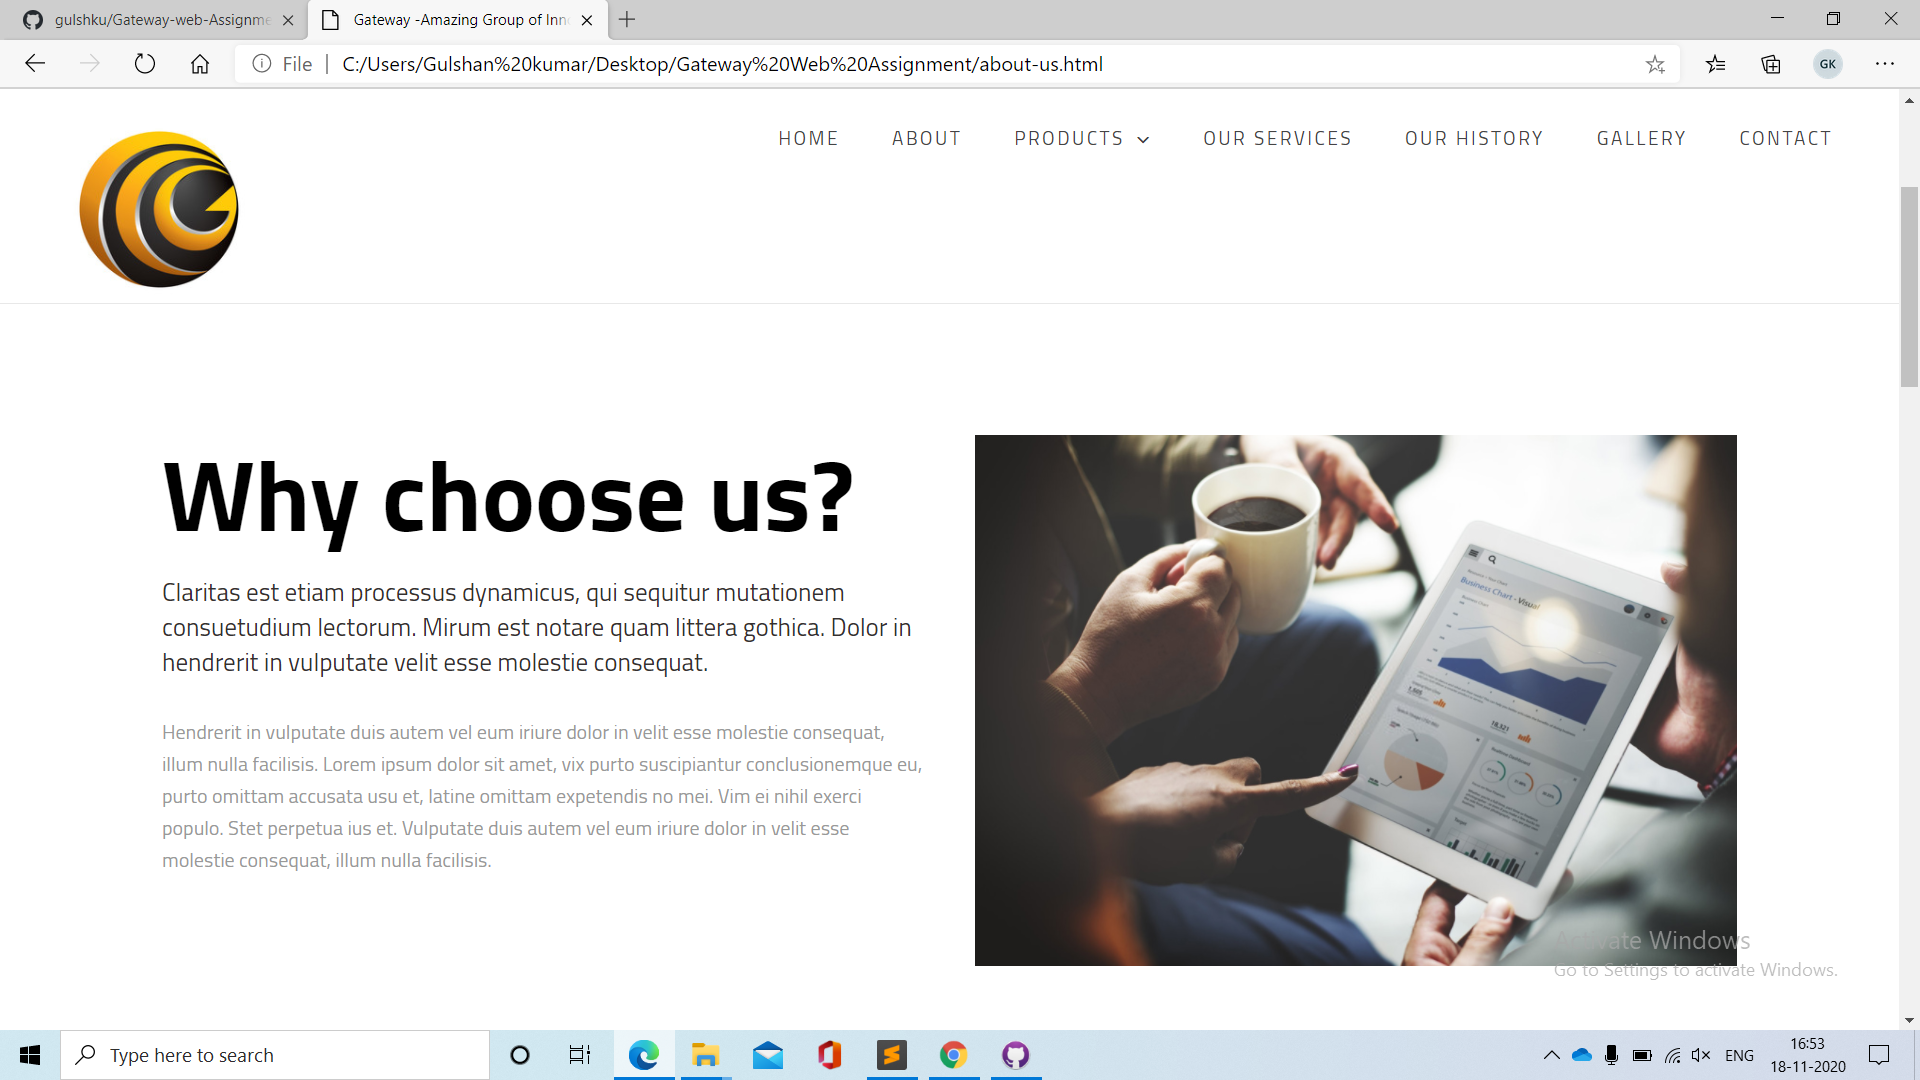 gulshku/Gateway-web-Assignme
Gateway -Amazing Group of Inn
File
C:/Users/Gulshan%20kumar/Desktop/Gateway%20Web%20Assignment/about-us.html
GK
HOME ABOUT PRODUCTS OUR SERVICES OUR HISTORY GALLERY CONTACT
Why choose us?
Claritas est etiam processus dynamicus, qui sequitur mutationem
consuetudium lectorum. Mirum est notare quam littera gothica. Dolor in
hendrerit in vulputate velit esse molestie consequat.
Hendrerit in vulputate duis autem vel eum iriure dolor in velit esse molestie consequat,
illum nulla facilisis. Lorem ipsum dolor sit amet, vix purto suscipiantur conclusionemque eu,
purto omittam accusata usu et, latine omittam expetendis no mei. Vim ei nihil exerci
populo. Stet perpetua ius et. Vulputate duis autem vel eum iriure dolor in velit esse
molestie consequat, illum nulla facilisis.
Business Chart - Visual
18,321
Target
Activate Windows
Go to Settings to activate Windows.
Type here to search
ENG
16:53
18-11-2020